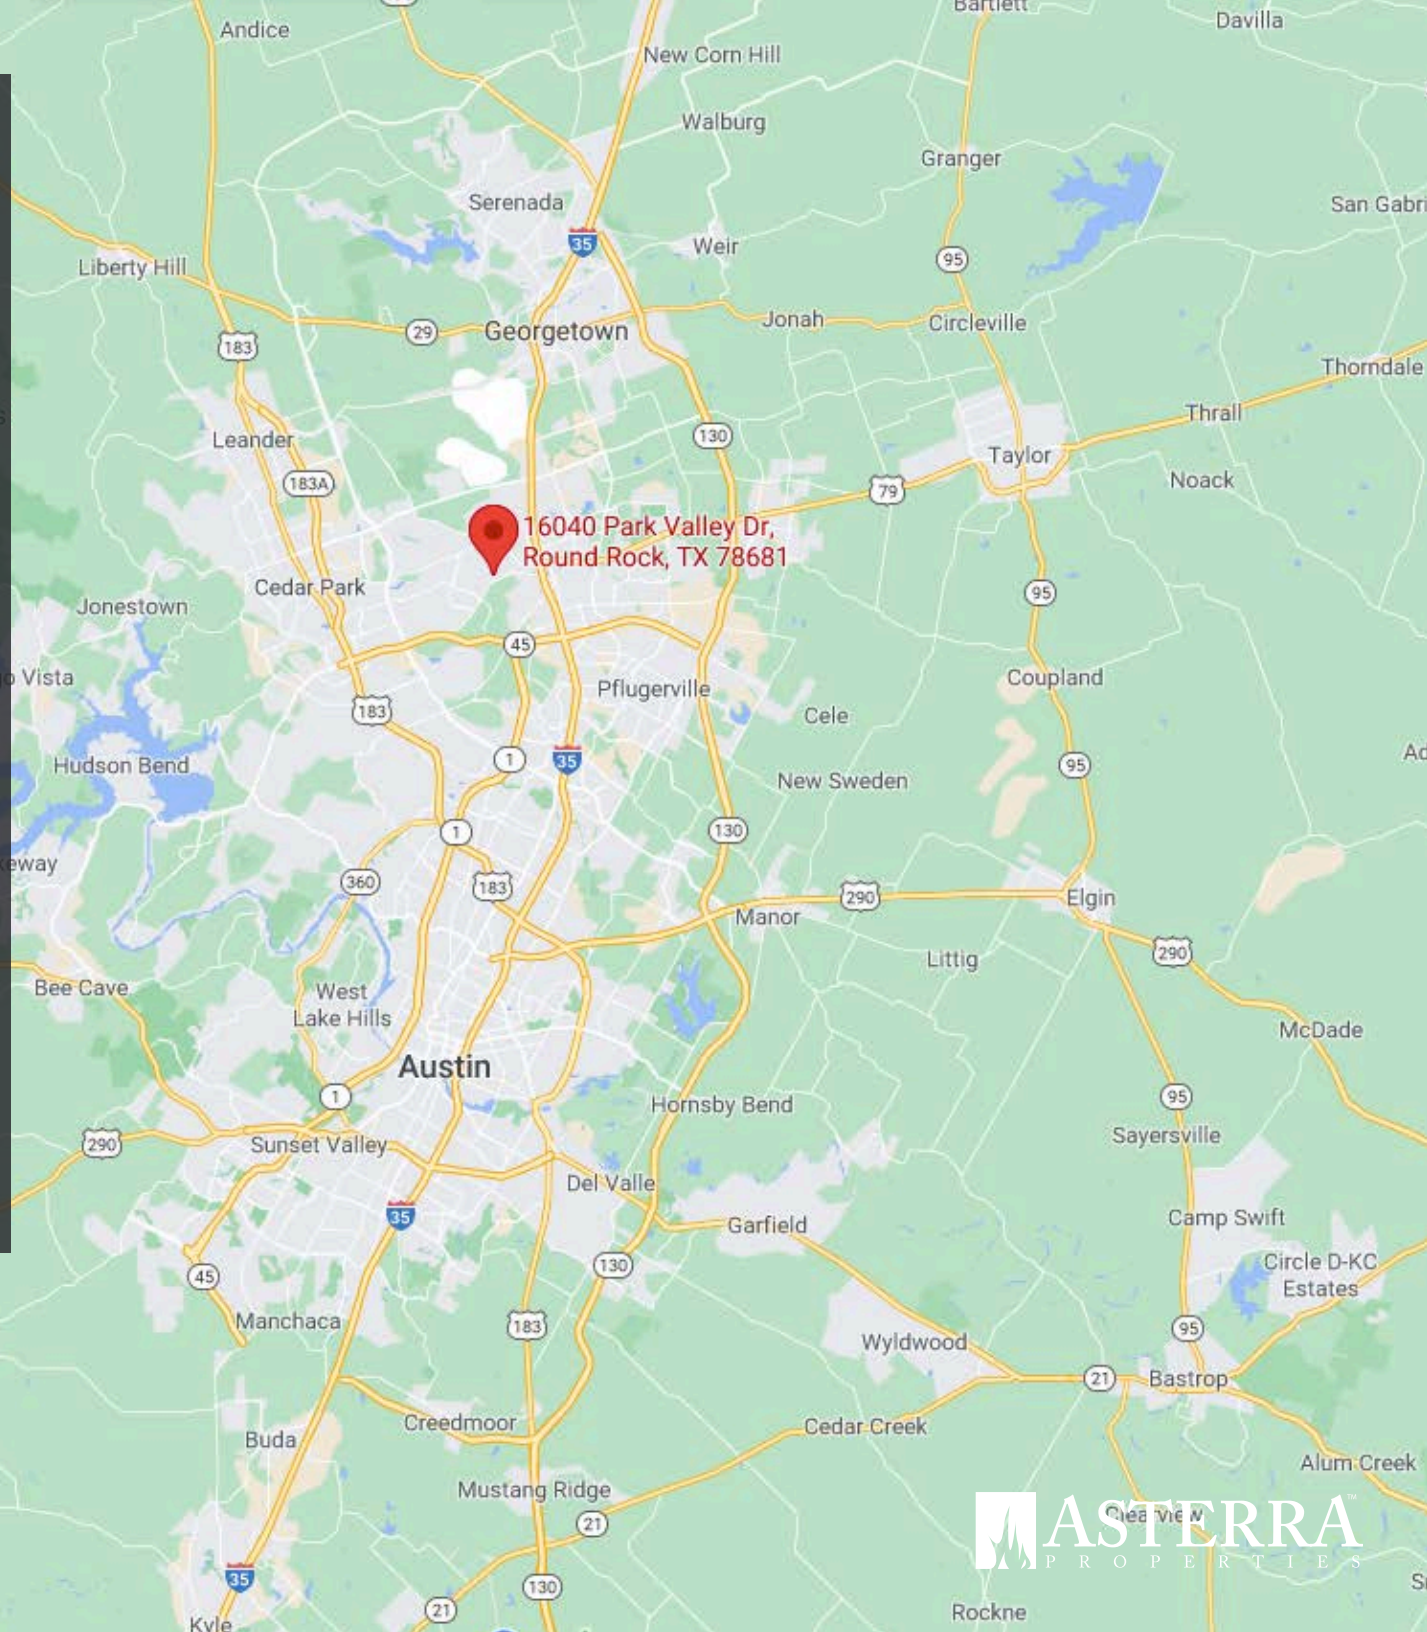 Bartlett
Davilla
Andice
New Corn Hill
Walburg
Granger
Serenada
San Gabri
35
Weir
95
Liberty Hill
29
Georgetown
Jonah
Circleville
183
Thorndale
Thrall
Leander
130
Taylor
183A
79
Noack
16040 Park Valley Dr,
Round Rock, TX 78681
Cedar Park
95
Jonestown
45
o Vista
Coupland
Pflugerville
183
Cele
1
35
95
Hudson Bend
New Sweden
1
130
keway
360
183
Manor
290
Elgin
290
Littig
Bee Cave
West
Lake Hills
McDade
Austin
1
Hornsby Bend
95
290
Sunset Valley
Sayersville
Del Valle
35
Garfield
Camp Swift
130
45
Circle D-KC
Estates
Manchaca
183
95
Wyldwood
21
Bastrop
Creedmoor
Cedar Creek
Buda
Alum Creek
Mustang Ridge
21
Clearview
ASTERRA™
PROPERTIES
35
130
21
Rockne
Kyle